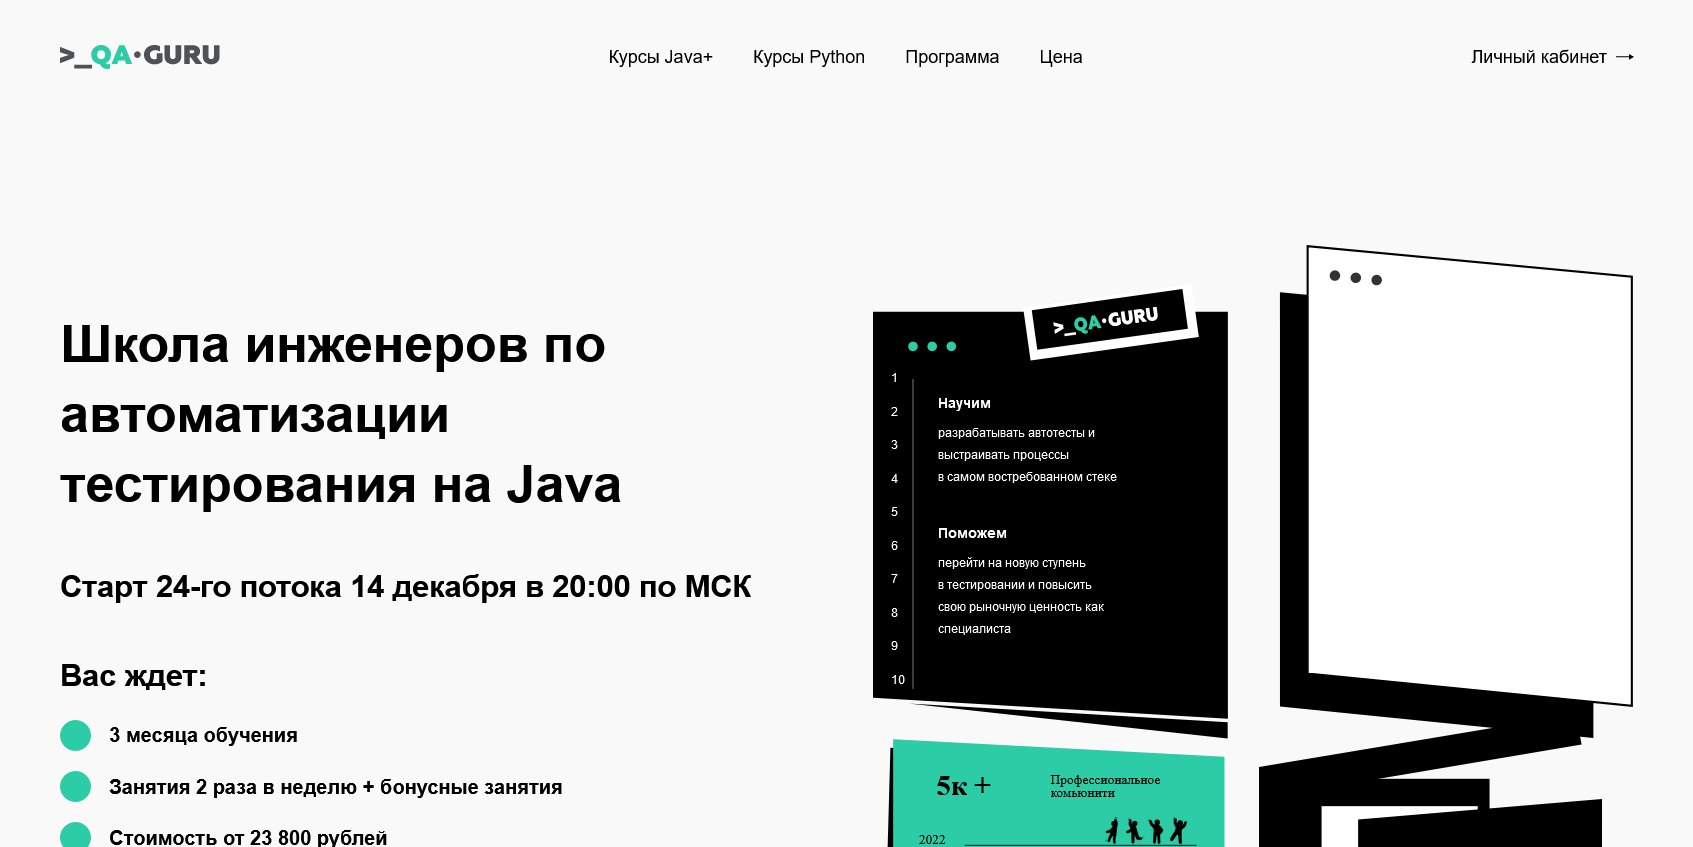 >_QA·GURU
Курсы Java+
Курсы Python
Программа
Цена
Личный кабинет →
Школа инженеров по
автоматизации
тестирования на Java
Старт 24-го потока 14 декабря в 20:00 по МСК
Вас ждет:
3 месяца обучения
Занятия 2 раза в неделю + бонусные занятия
Стоимость от 23 800 рублей
>_QA·GURU
1
2
3
4
5
6
7
8
9
10
Научим
разрабатывать автотесты и
выстраивать процессы
в самом востребованном стеке
Поможем
перейти на новую ступень
в тестировании и повысить
свою рыночную ценность как
специалиста
5к +
Профессиональное
комьюнити
2022